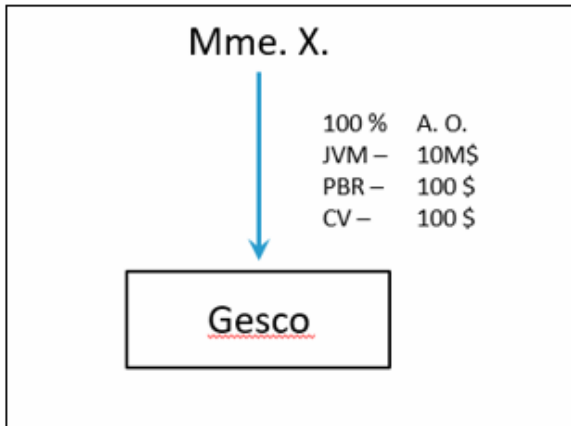 Mme. X.
100 % A. O.
JVM – 10M$
PBR – 100 $
CV – 100 $
Gesco